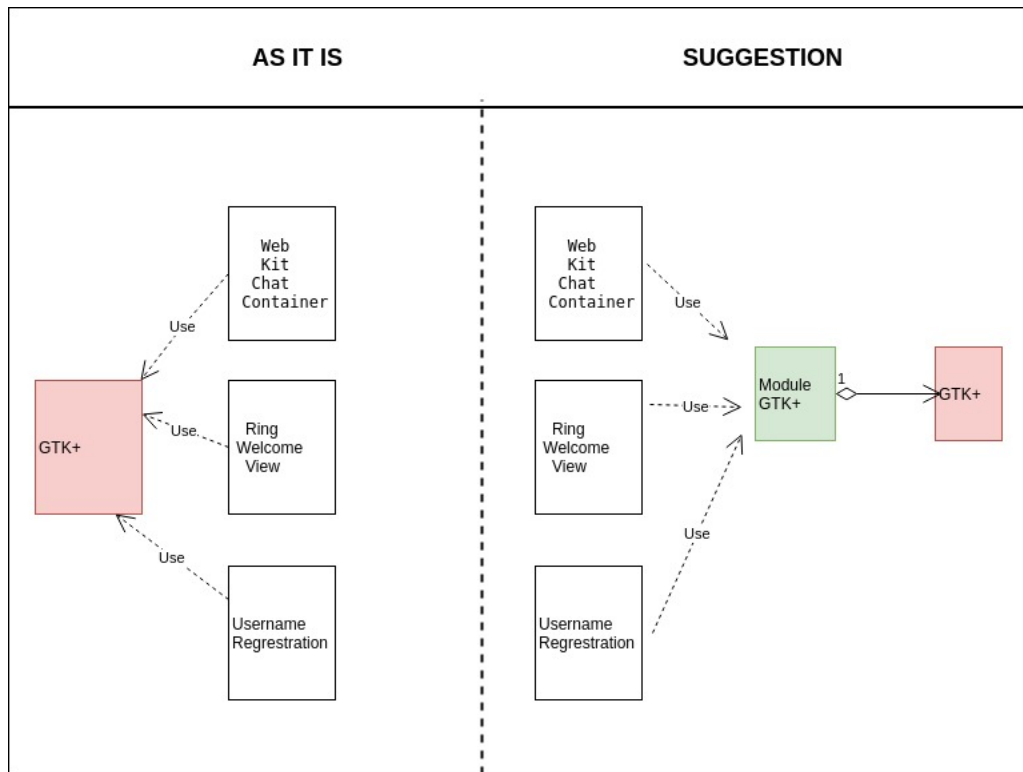 AS IT IS
SUGGESTION
Web
Kit
Chat
Container
Use
GTK+
Use
Ring
Welcome
View
Use
Username
Regrestration
Web
Kit
Chat
Container
Use
Module
GTK+
1
GTK+
Use
Ring
Welcome
View
Use
Username
Regrestration